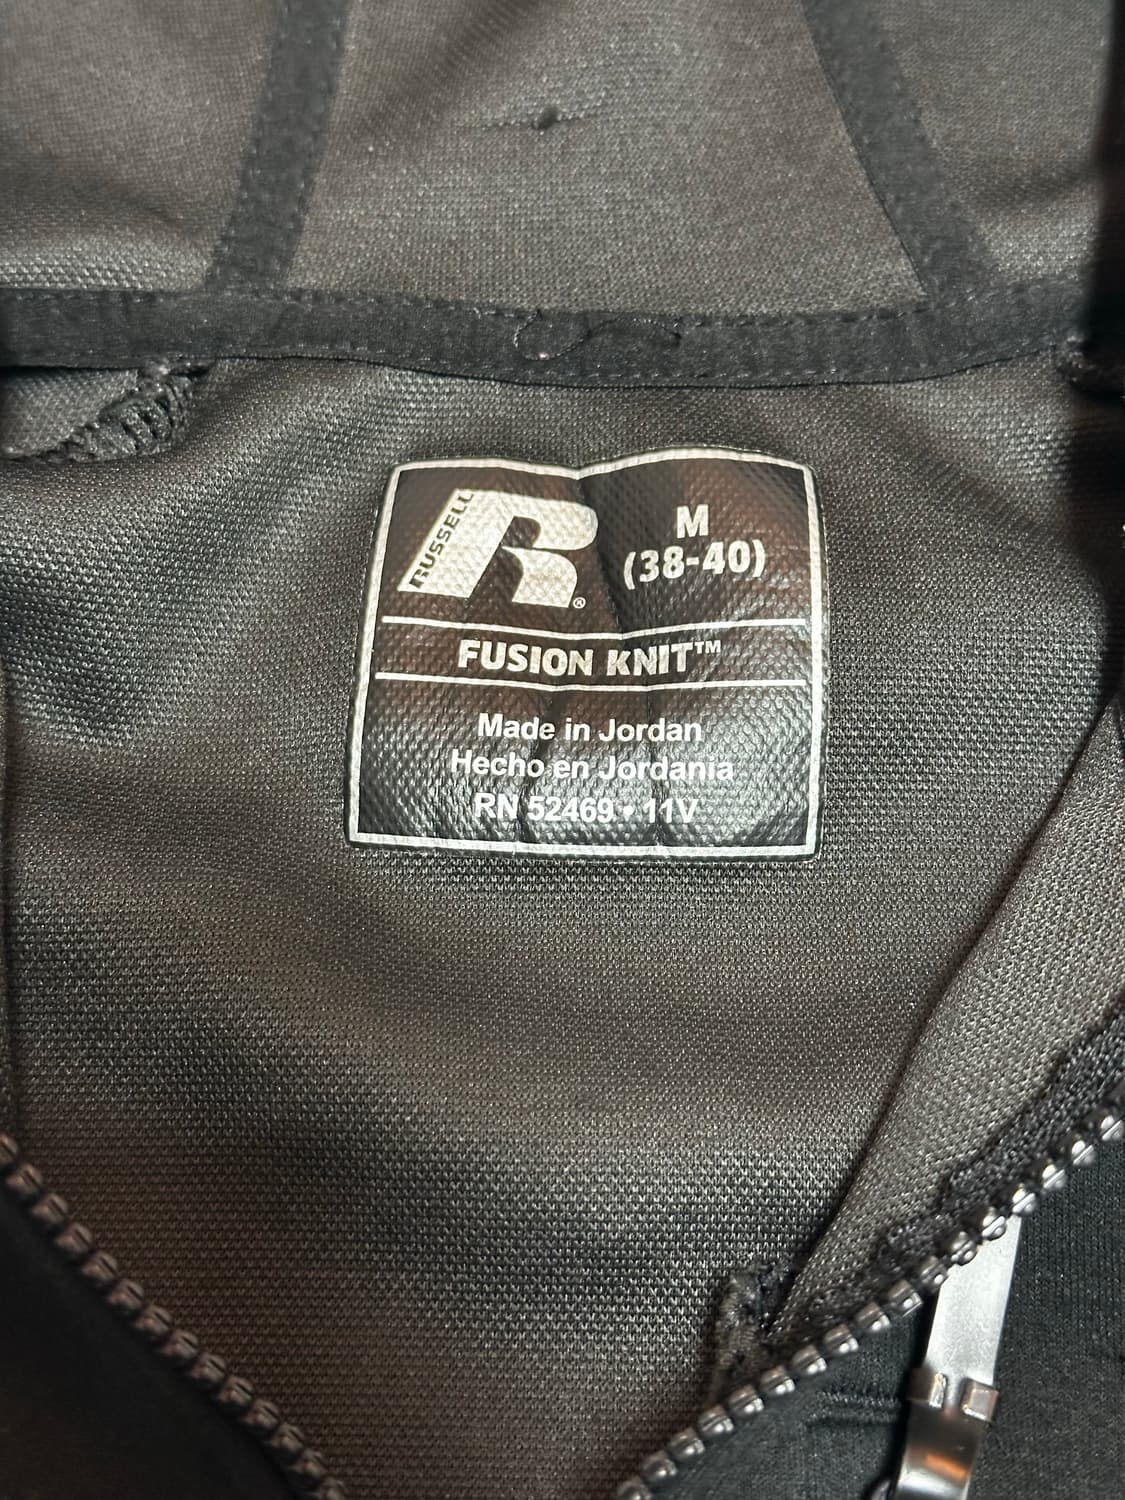 RUSSELL
R®
M
(38-40)
FUSION KNIT™
Made in Jordan
Hecho en Jordania
RN 52469 • 11V